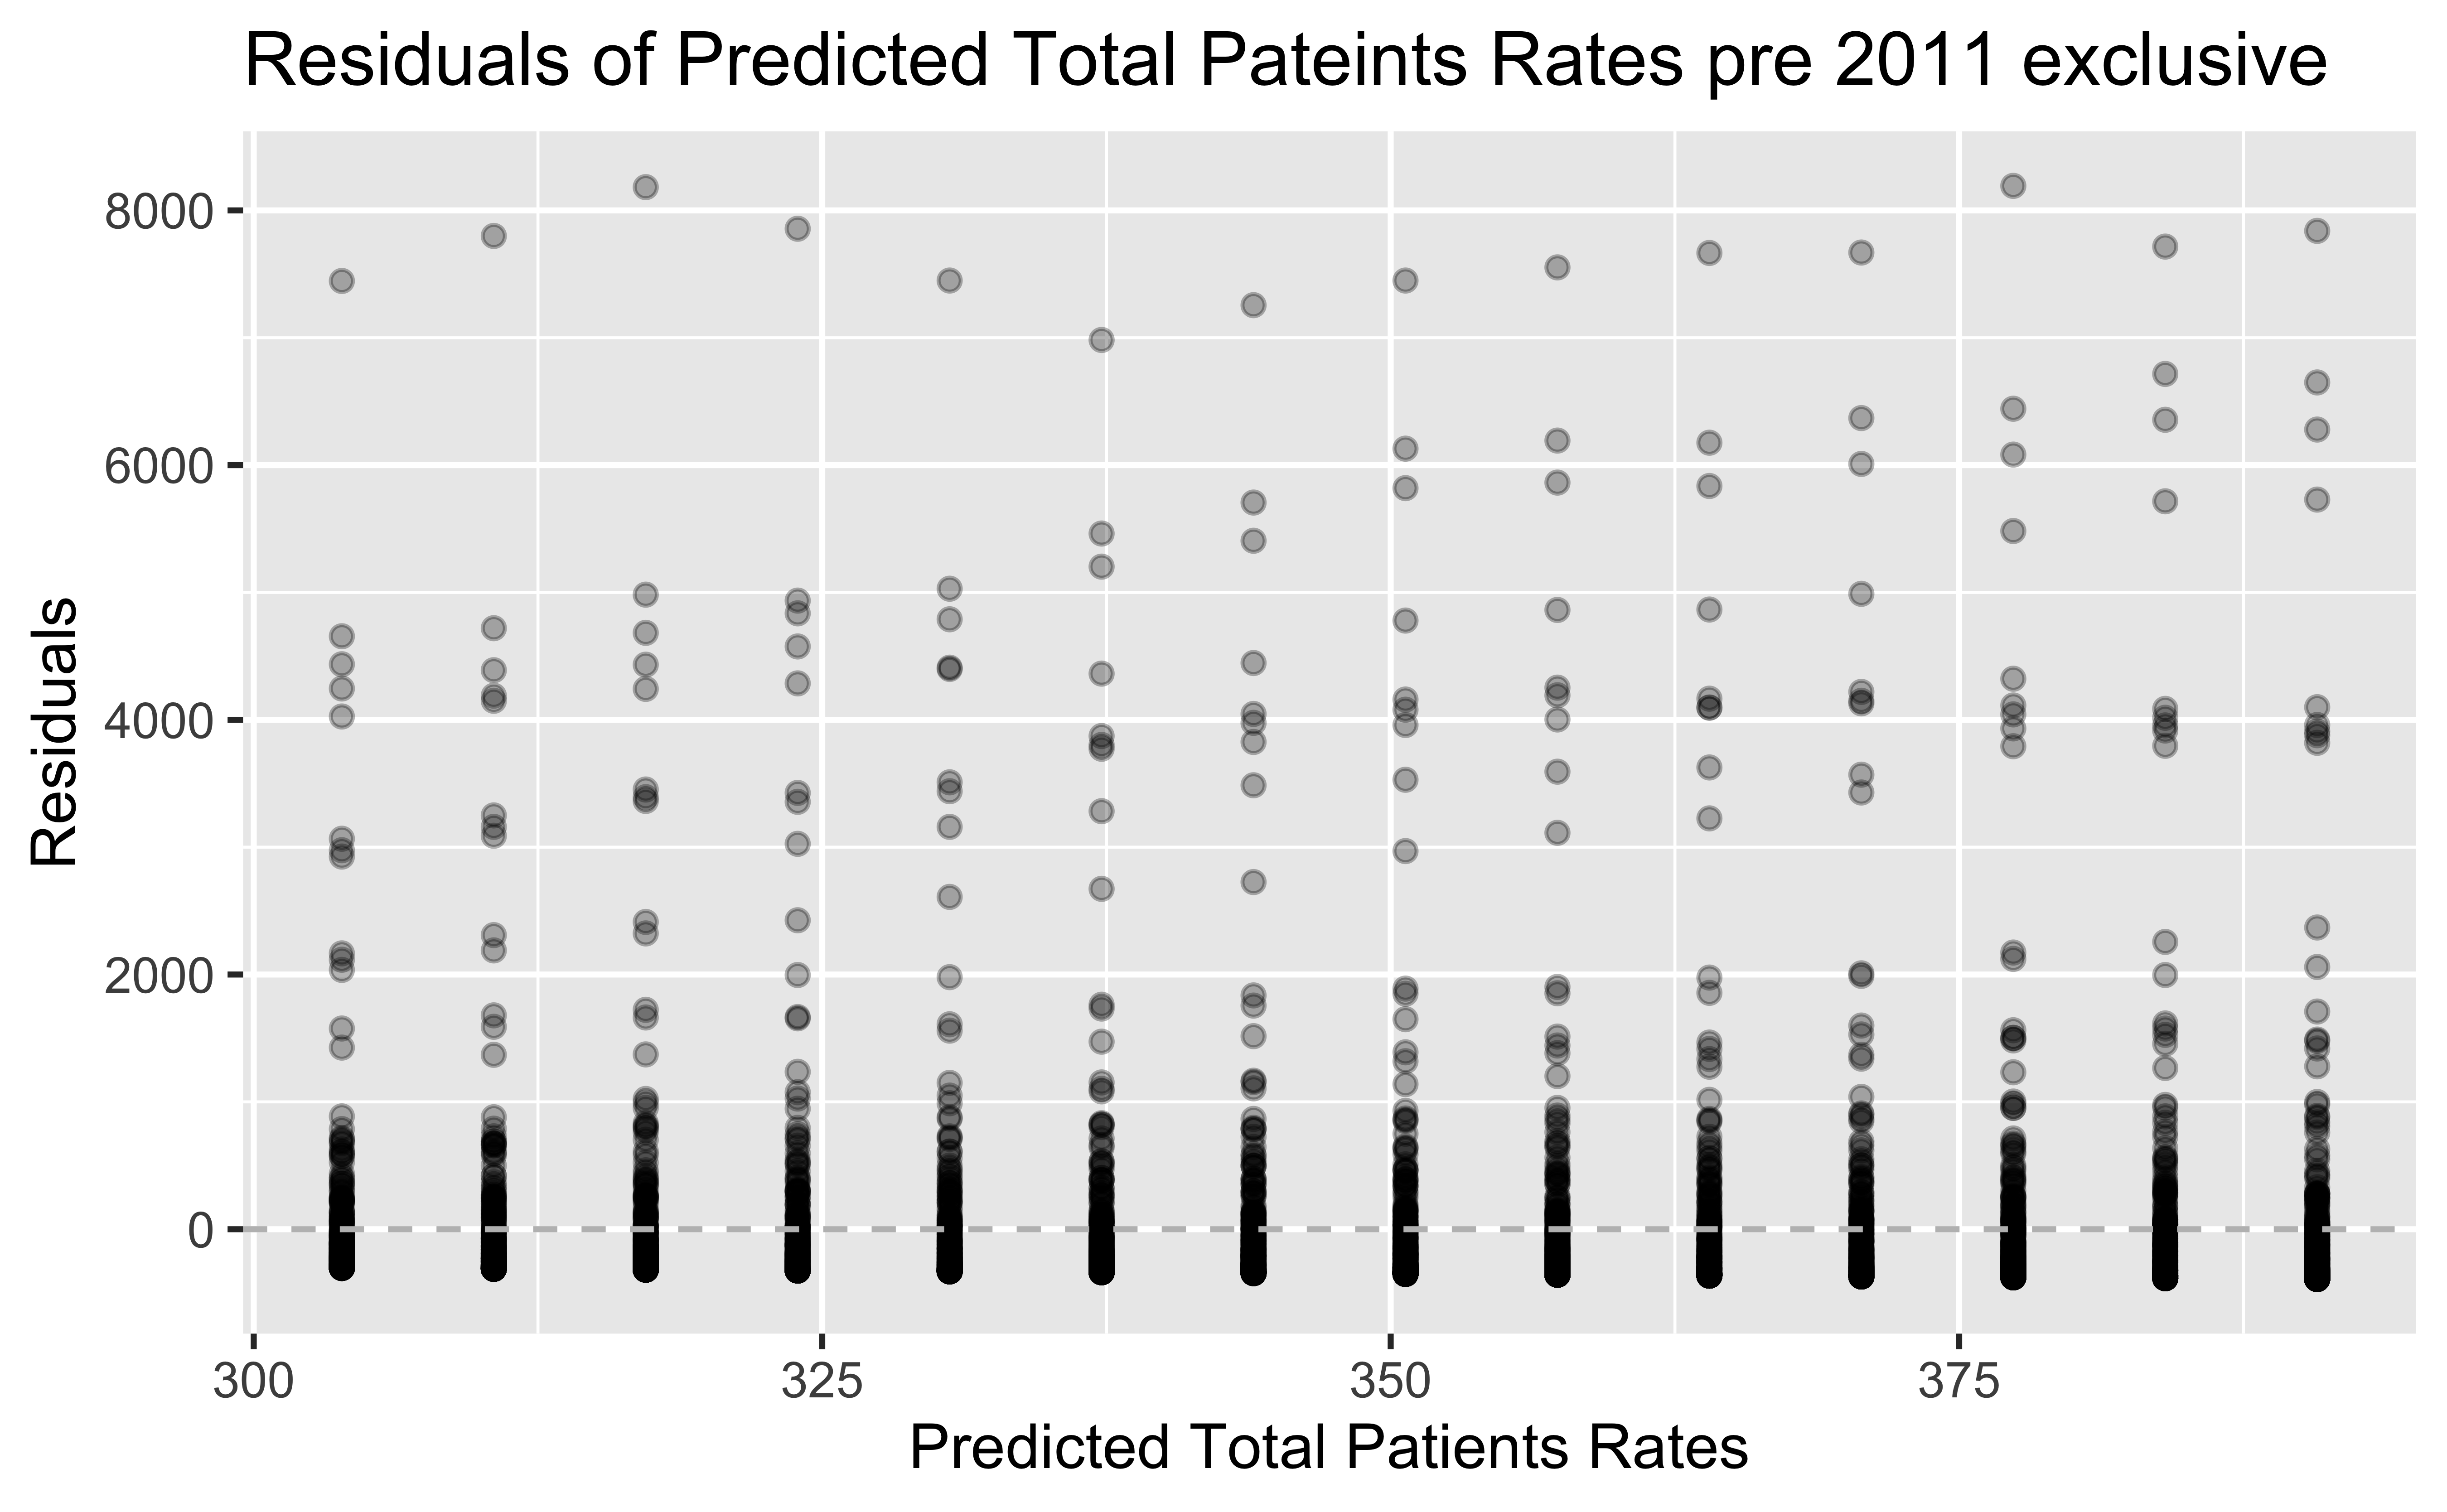 Residuals of Predicted Total Pateints Rates pre 2011 exclusive
8000
6000
4000
2000
0
Residuals
300 325 350 375
Predicted Total Patients Rates